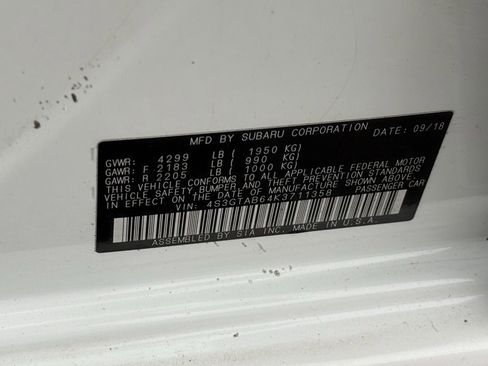 MFD BY SUBARU CORPORATION DATE: 09/18
GVWR: 4299 LB ( 1950 KG)
GAWR: F 2183 LB ( 990 KG)
GAWR: R 2205 LB ( 1000 KG)
THIS VEHICLE CONFORMS TO ALL APPLICABLE FEDERAL MOTOR
VEHICLE SAFETY, BUMPER, AND THEFT PREVENTION STANDARDS
IN EFFECT ON THE DATE OF MANUFACTURE SHOWN ABOVE.
VIN: 4S3GTAB64K3711358 PASSENGER CAR
ASSEMBLED BY SIA INC. IN U.S.A.